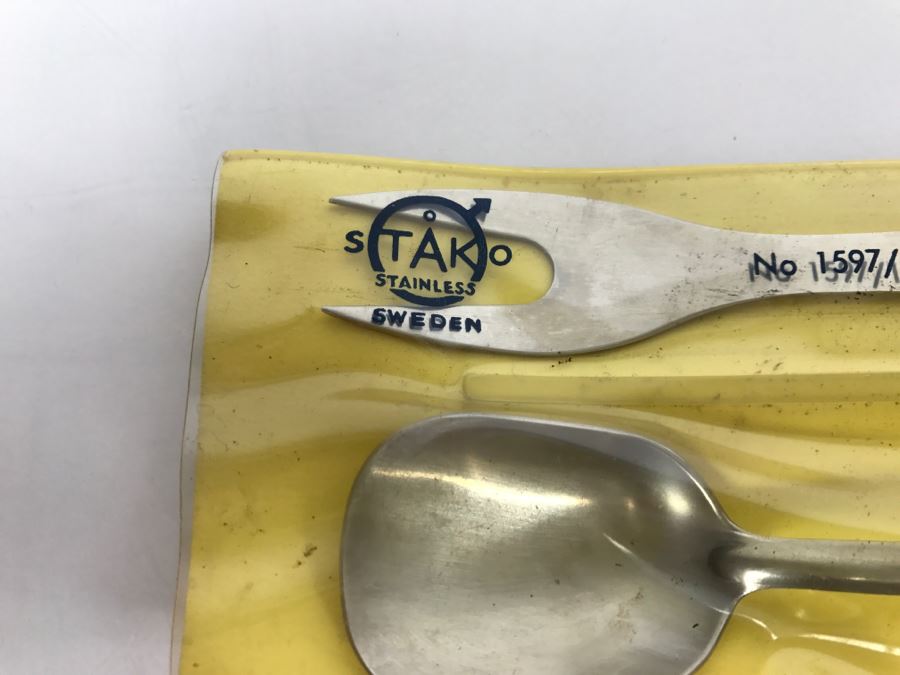 STÅKO
STAINLESS
SWEDEN
No 1597/